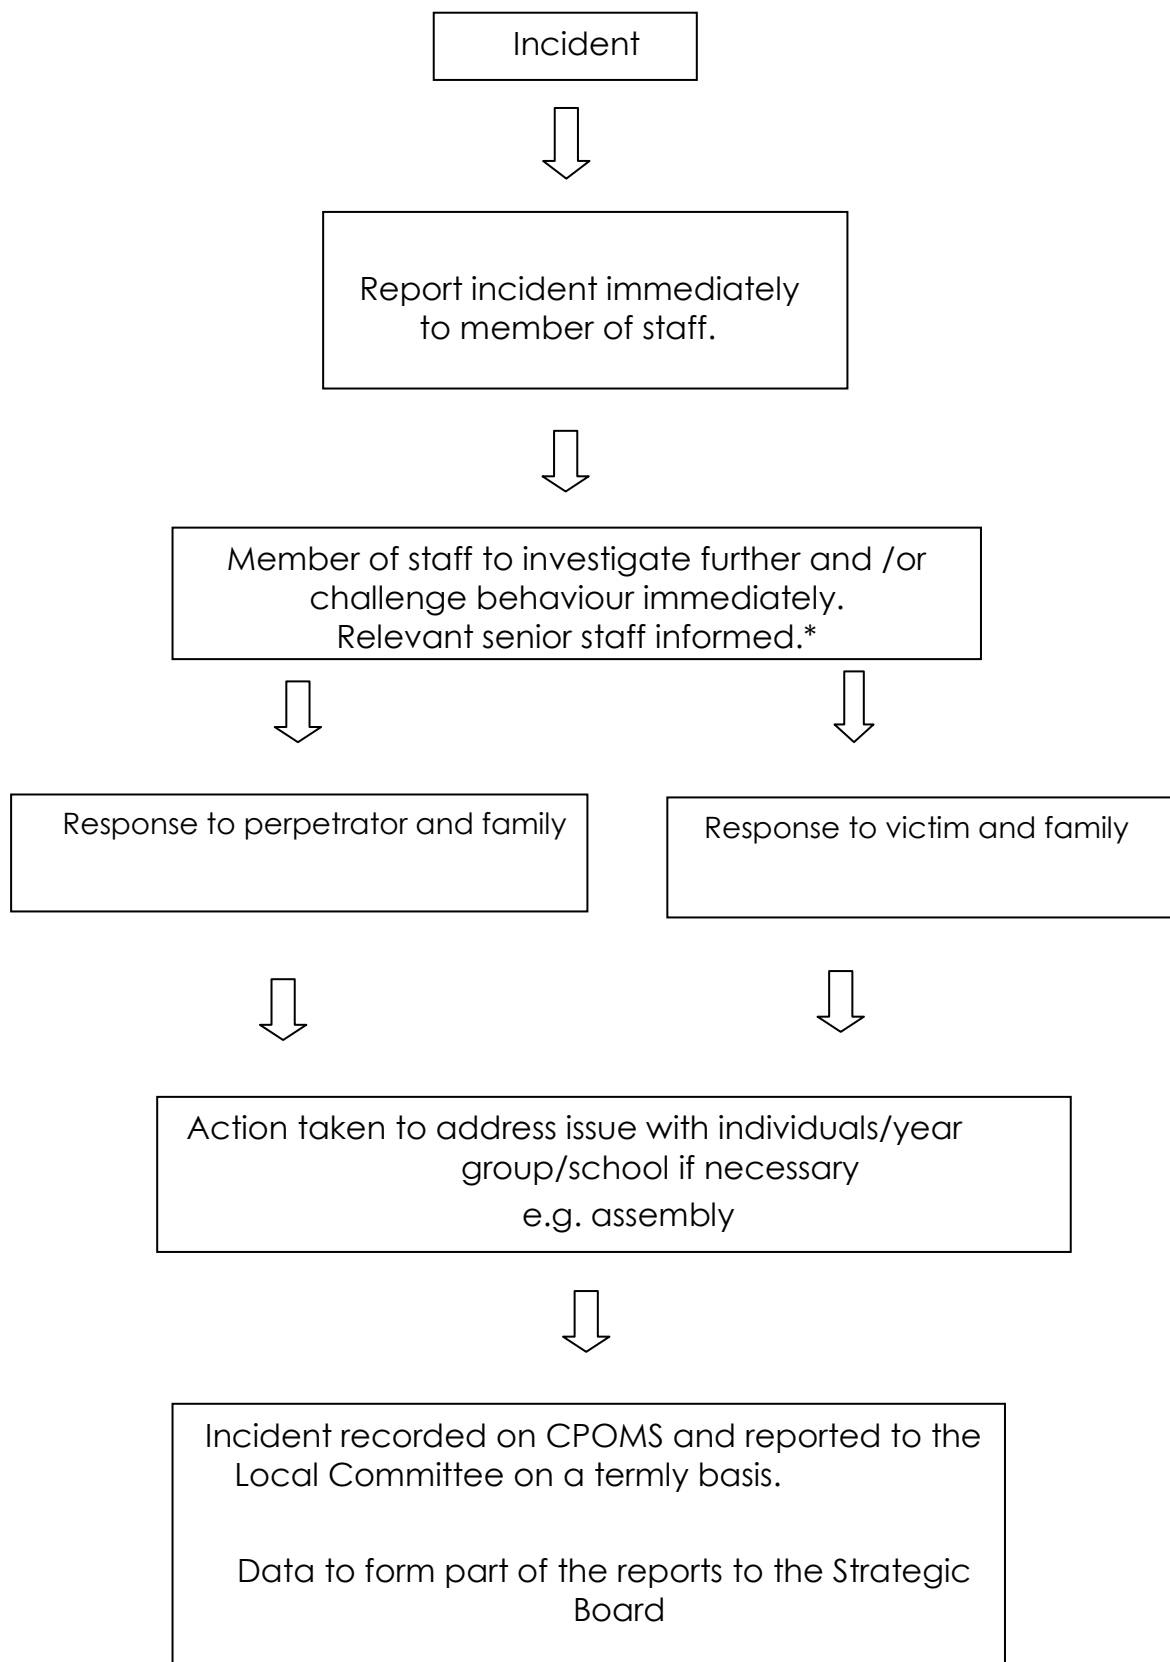 Incident
Report incident immediately
to member of staff.
Member of staff to investigate further and /or
challenge behaviour immediately.
Relevant senior staff informed.*
Response to perpetrator and family
Response to victim and family
Action taken to address issue with individuals/year
group/school if necessary
e.g. assembly
Incident recorded on CPOMS and reported to the
Local Committee on a termly basis.
Data to form part of the reports to the Strategic
Board